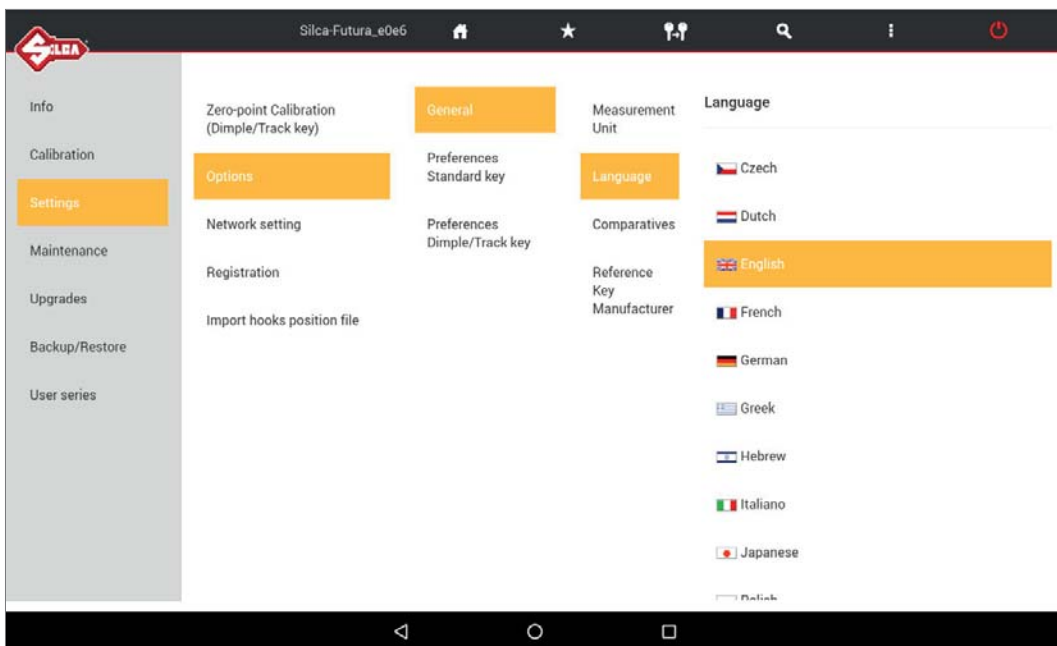 SILCA
Silca-Futura_e0e6
Info
Calibration
Settings
Maintenance
Upgrades
Backup/Restore
User series
Zero-point Calibration
(Dimple/Track key)
Options
Network setting
Registration
Import hooks position file
General
Preferences
Standard key
Preferences
Dimple/Track key
Measurement
Unit
Language
Comparatives
Reference
Key
Manufacturer
Language
Czech
Dutch
English
French
German
Greek
Hebrew
Italiano
Japanese
Polish